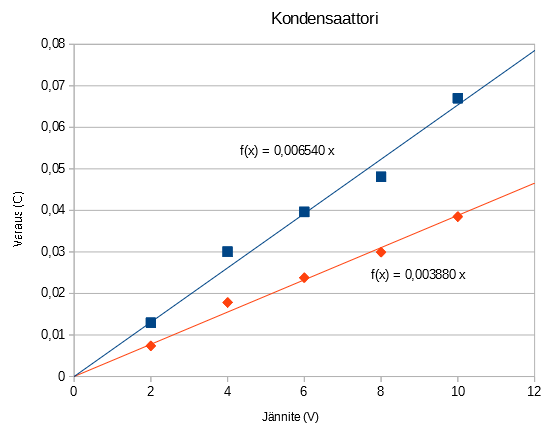 Kondensaattori
0,08
0,07
0,06
0,05
0,04
0,03
0,02
0,01
0
f(x) = 0,006540 x
f(x) = 0,003880 x
Varaus (C)
0 2 4 6 8 10 12
Jännite (V)